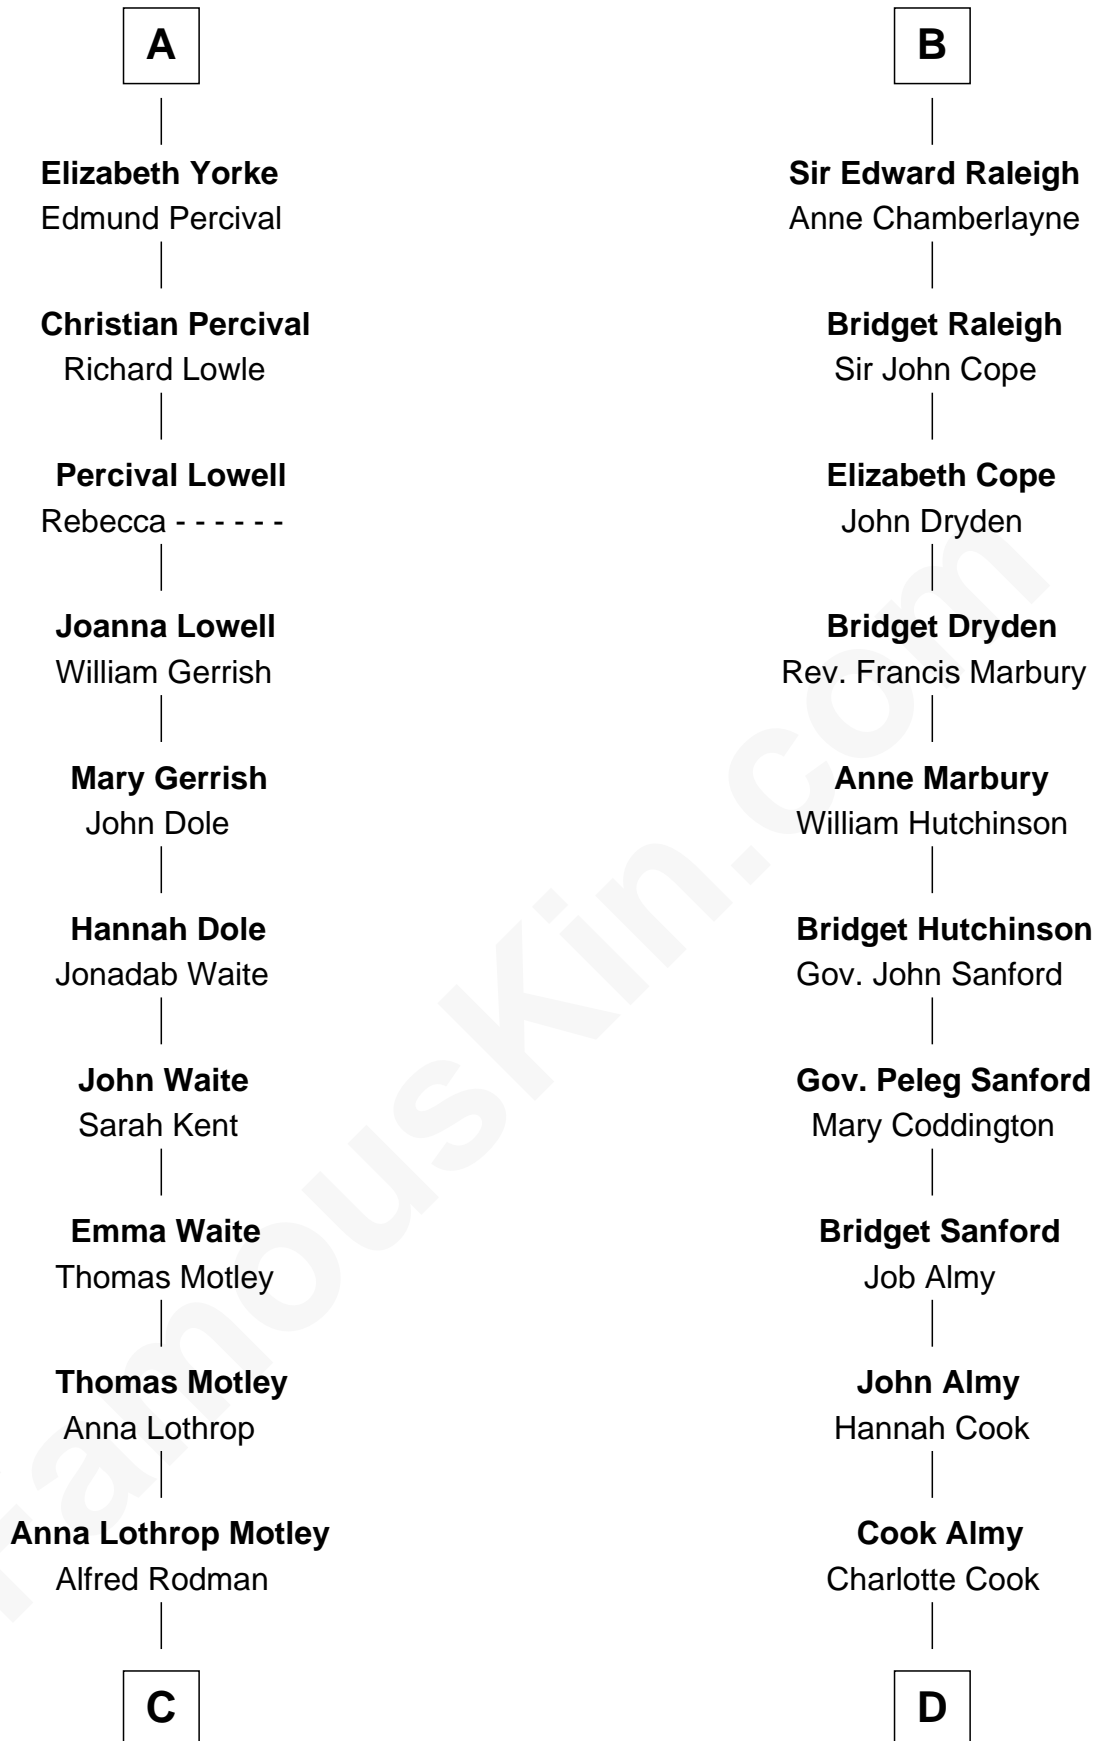 A
Elizabeth Yorke
Edmund Percival
Christian Percival
Richard Lowle
Percival Lowell
Rebecca - - - - - -
Joanna Lowell
William Gerrish
Mary Gerrish
John Dole
Hannah Dole
Jonadab Waite
John Waite
Sarah Kent
Emma Waite
Thomas Motley
Thomas Motley
Anna Lothrop
Anna Lothrop Motley
Alfred Rodman
C
B
Sir Edward Raleigh
Anne Chamberlayne
Bridget Raleigh
Sir John Cope
Elizabeth Cope
John Dryden
Bridget Dryden
Rev. Francis Marbury
Anne Marbury
William Hutchinson
Bridget Hutchinson
Gov. John Sanford
Gov. Peleg Sanford
Mary Coddington
Bridget Sanford
Job Almy
John Almy
Hannah Cook
Cook Almy
Charlotte Cook
D
FamousKin.com